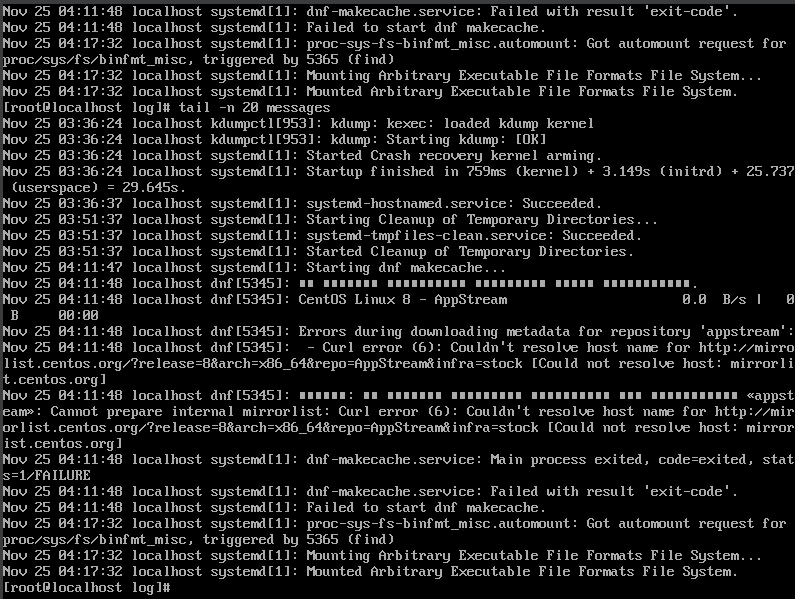 Nov 25 04:11:48 localhost systemd[1]: dnf-makecache.service: Failed with result 'exit-code'.
Nov 25 04:11:48 localhost systemd[1]: Failed to start dnf makecache.
Nov 25 04:17:32 localhost systemd[1]: proc-sys-fs-binfmt_misc.automount: Got automount request for
proc/sys/fs/binfmt_misc, triggered by 5365 (find)
Nov 25 04:17:32 localhost systemd[1]: Mounting Arbitrary Executable File Formats File System...
Nov 25 04:17:32 localhost systemd[1]: Mounted Arbitrary Executable File Formats File System.
[root@localhost log]# tail -n 20 messages
Nov 25 03:36:24 localhost kdumpctl[953]: kdump: kexec: loaded kdump kernel
Nov 25 03:36:24 localhost kdumpctl[953]: kdump: Starting kdump: [OK]
Nov 25 03:36:24 localhost systemd[1]: Started Crash recovery kernel arming.
Nov 25 03:36:24 localhost systemd[1]: Startup finished in 759ms (kernel) + 3.149s (initrd) + 25.737
(userspace) = 29.645s.
Nov 25 03:36:37 localhost systemd[1]: systemd-hostnamed.service: Succeeded.
Nov 25 03:51:37 localhost systemd[1]: Starting Cleanup of Temporary Directories...
Nov 25 03:51:37 localhost systemd[1]: systemd-tmpfiles-clean.service: Succeeded.
Nov 25 03:51:37 localhost systemd[1]: Started Cleanup of Temporary Directories.
Nov 25 04:11:47 localhost systemd[1]: Starting dnf makecache...
Nov 25 04:11:48 localhost dnf[5345]:
Nov 25 04:11:48 localhost dnf[5345]: CentOS Linux 8 - AppStream 0.0 B/s | 0
B 00:00
Nov 25 04:11:48 localhost dnf[5345]: Errors during downloading metadata for repository 'appstream':
Nov 25 04:11:48 localhost dnf[5345]: - Curl error (6): Couldn't resolve host name for http://mirro
list.centos.org/?release=8&arch=x86_64&repo=AppStream&infra=stock [Could not resolve host: mirrorli
t.centos.org]
Nov 25 04:11:48 localhost dnf[5345]: «appst
eam»: Cannot prepare internal mirrorlist: Curl error (6): Couldn't resolve host name for http://mir
orlist.centos.org/?release=8&arch=x86_64&repo=AppStream&infra=stock [Could not resolve host: mirror
ist.centos.org]
Nov 25 04:11:48 localhost systemd[1]: dnf-makecache.service: Main process exited, code=exited, stat
s=1/FAILURE
Nov 25 04:11:48 localhost systemd[1]: dnf-makecache.service: Failed with result 'exit-code'.
Nov 25 04:11:48 localhost systemd[1]: Failed to start dnf makecache.
Nov 25 04:17:32 localhost systemd[1]: proc-sys-fs-binfmt_misc.automount: Got automount request for
proc/sys/fs/binfmt_misc, triggered by 5365 (find)
Nov 25 04:17:32 localhost systemd[1]: Mounting Arbitrary Executable File Formats File System...
Nov 25 04:17:32 localhost systemd[1]: Mounted Arbitrary Executable File Formats File System.
[root@localhost log]#